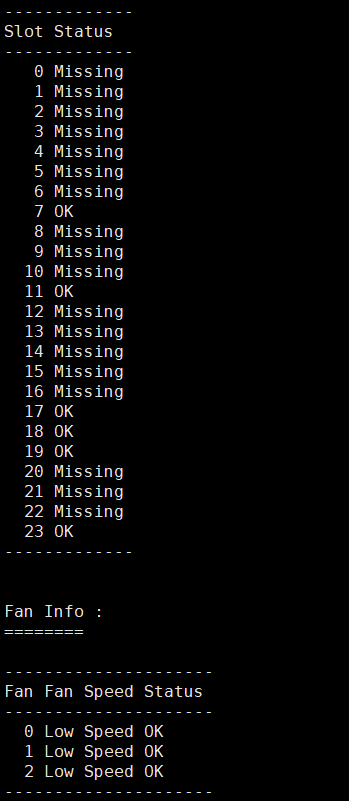 -------------
Slot Status
-------------
   0 Missing
   1 Missing
   2 Missing
   3 Missing
   4 Missing
   5 Missing
   6 Missing
   7 OK
   8 Missing
   9 Missing
  10 Missing
  11 OK
  12 Missing
  13 Missing
  14 Missing
  15 Missing
  16 Missing
  17 OK
  18 OK
  19 OK
  20 Missing
  21 Missing
  22 Missing
  23 OK
-------------
Fan Info :
========
---------------------
Fan Fan Speed Status
---------------------
  0 Low Speed OK
  1 Low Speed OK
  2 Low Speed OK
---------------------